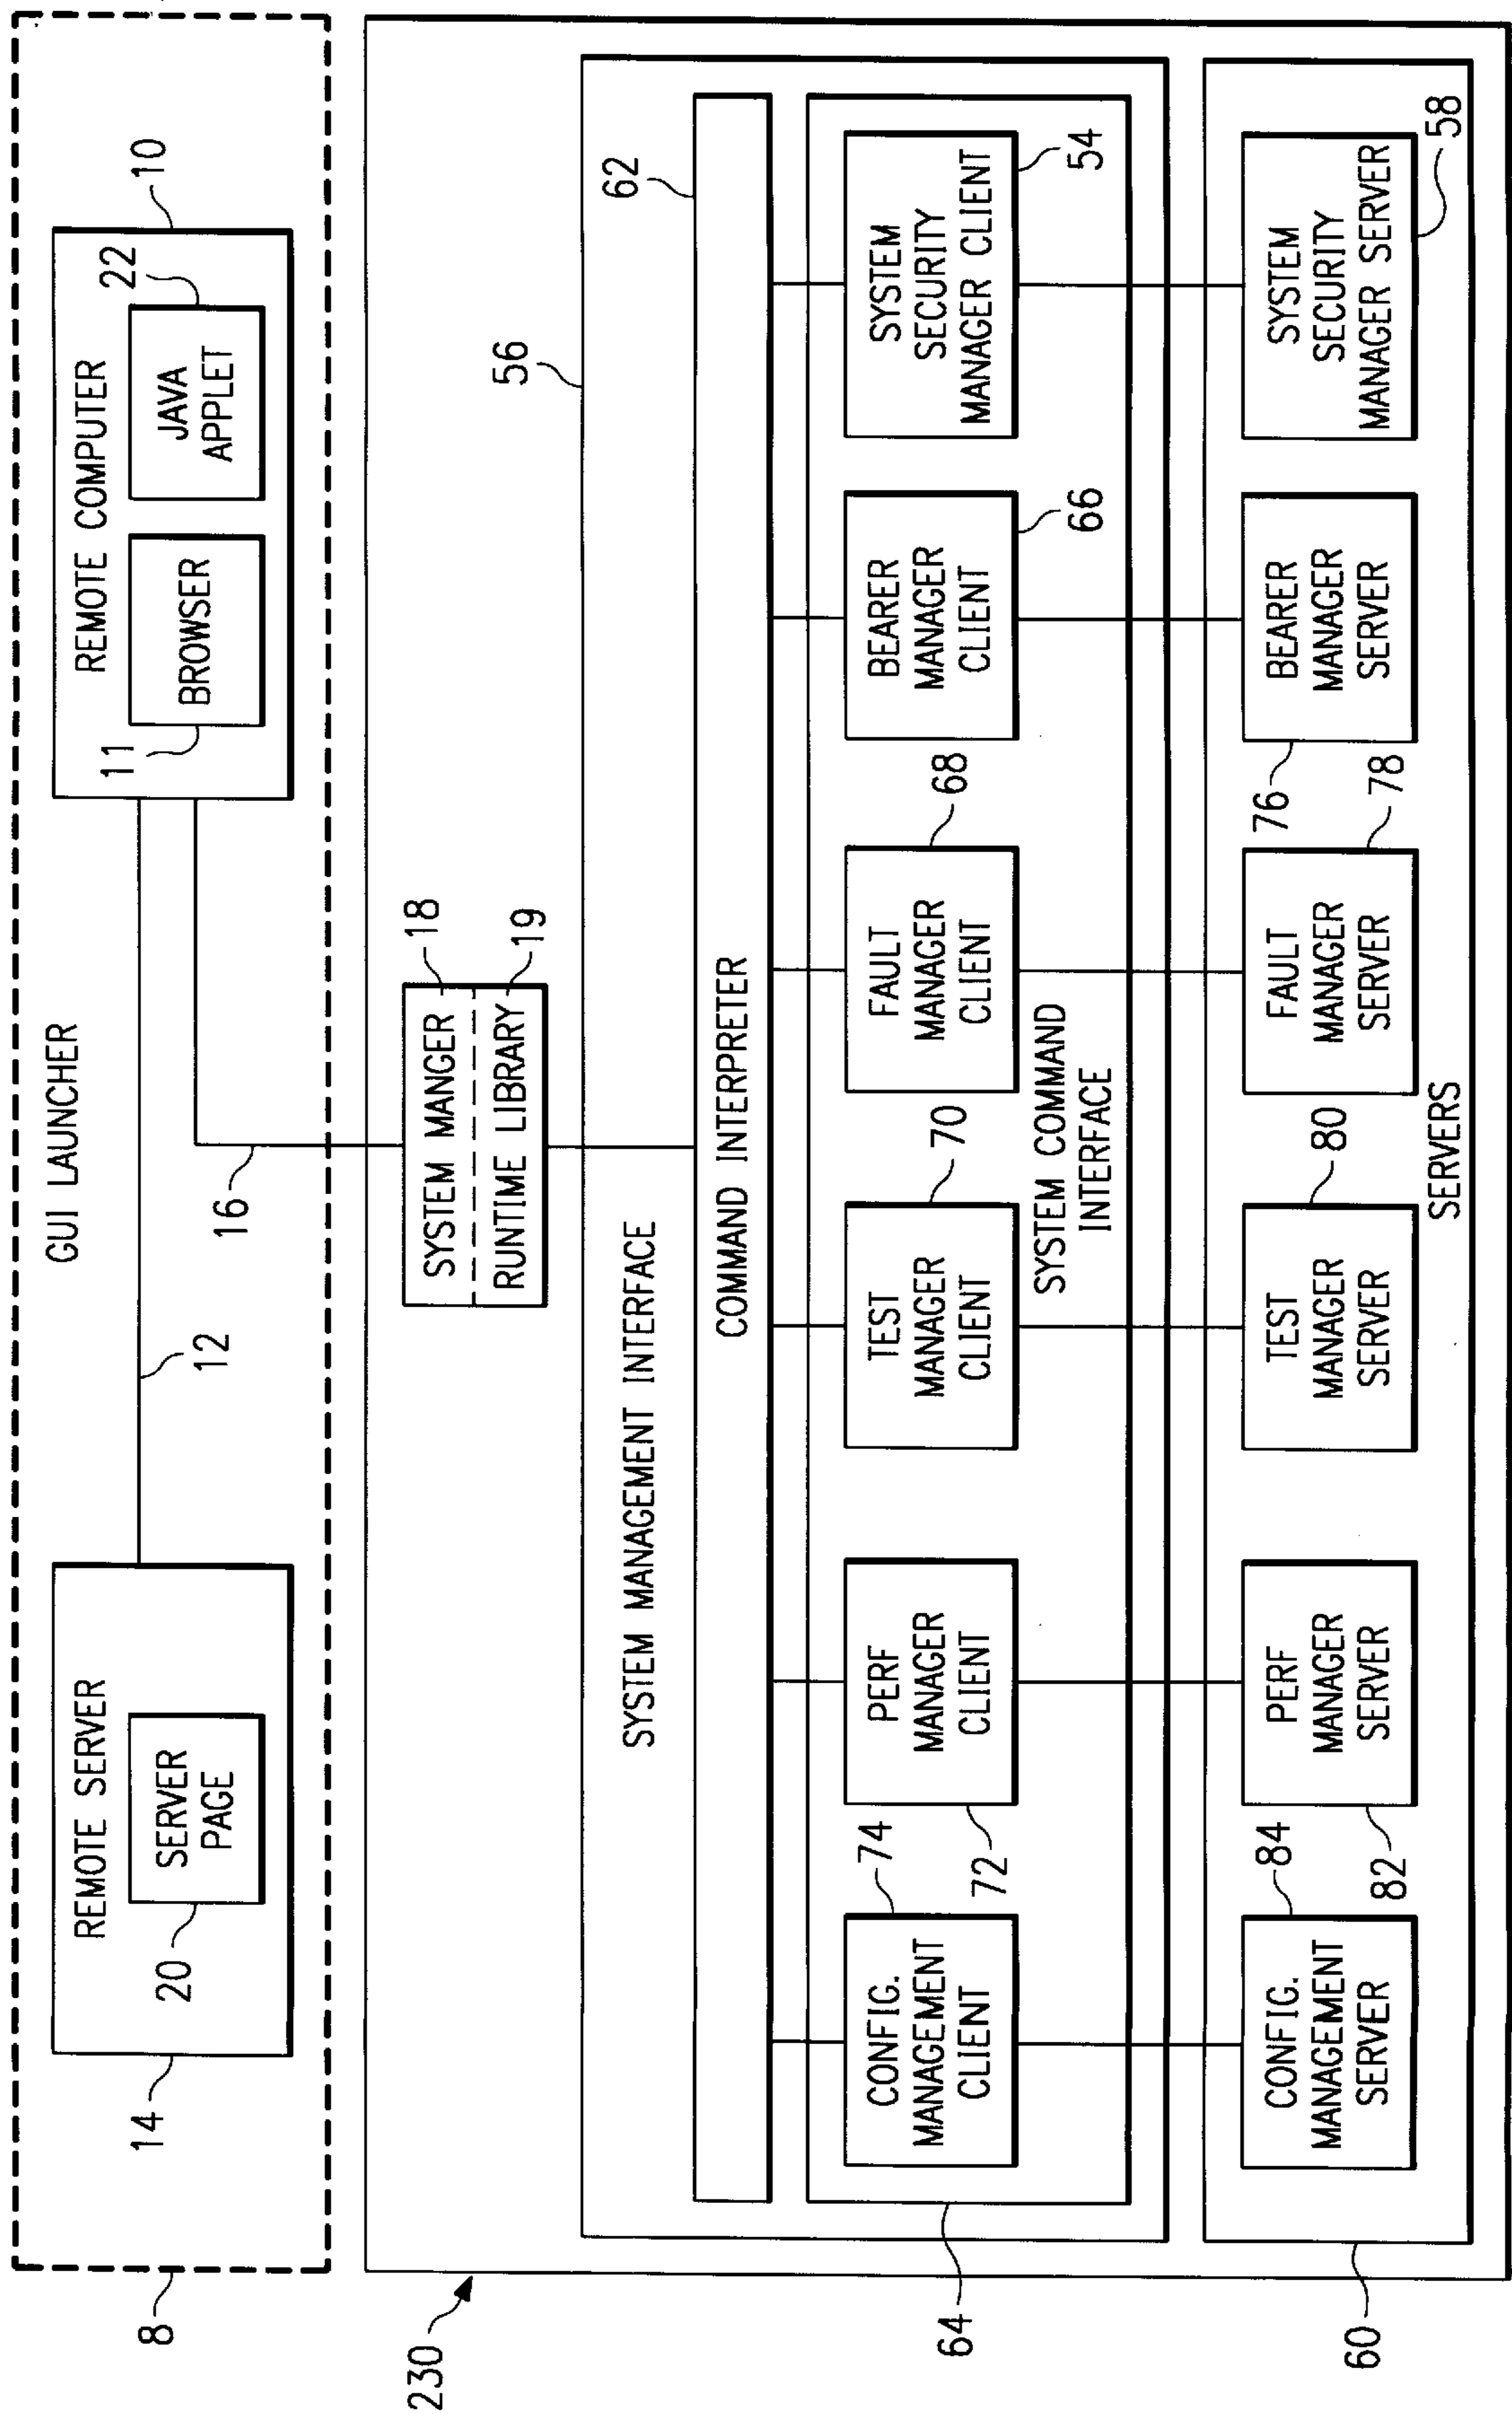 GUI LAUNCHER
8
14
REMOTE SERVER
20
SERVER
PAGE
12
16
REMOTE COMPUTER
10
11
BROWSER
JAVA
APPLET
22
230
SYSTEM MANGER
18
RUNTIME LIBRARY
19
SYSTEM MANAGEMENT INTERFACE
56
COMMAND INTERPRETER
62
74
CONFIG.
MANAGEMENT
CLIENT
PERF
MANAGER
CLIENT
72
TEST
MANAGER
CLIENT
70
FAULT
MANAGER
CLIENT
68
BEARER
MANAGER
CLIENT
66
SYSTEM
SECURITY
MANAGER CLIENT
54
SYSTEM COMMAND
INTERFACE
64
84
CONFIG.
MANAGEMENT
SERVER
PERF
MANAGER
SERVER
82
TEST
MANAGER
SERVER
80
FAULT
MANAGER
SERVER
78
BEARER
MANAGER
SERVER
76
SYSTEM
SECURITY
MANAGER SERVER
58
SERVERS
60